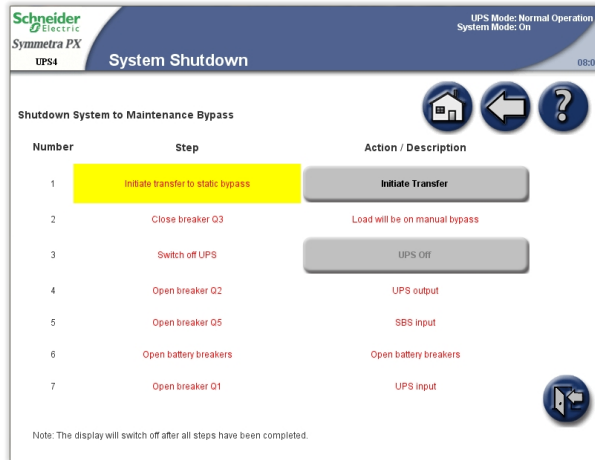 Schneider
Electric
UPS Mode: Normal Operation
System Mode: On
Symmetra PX
UPS4
System Shutdown
08:0
Shutdown System to Maintenance Bypass
?
Number Step Action / Description
1 Initiate transfer to static bypass Initiate Transfer
2 Close breaker Q3 Load will be on manual bypass
3 Switch off UPS UPS Off
4 Open breaker Q2 UPS output
5 Open breaker Q5 SBS input
6 Open battery breakers Open battery breakers
7 Open breaker Q1 UPS input
Note: The display will switch off after all steps have been completed.